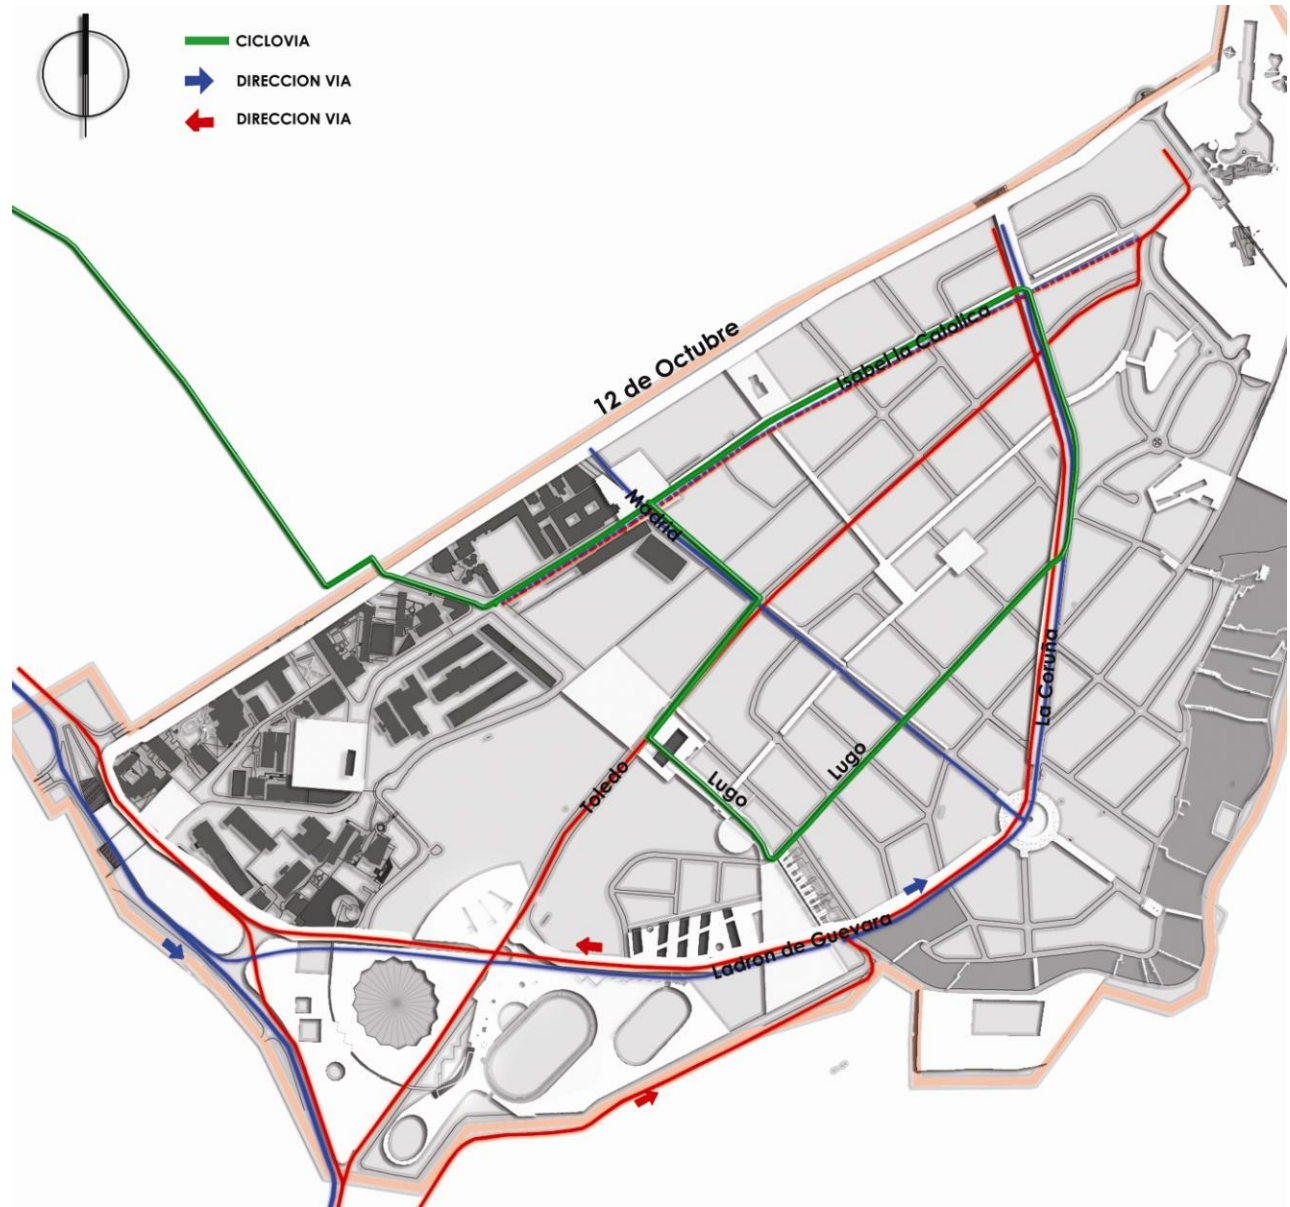 CICLOVIA
DIRECCION VIA
DIRECCION VIA
12 de Octubre
Isabel la Catolica
Madrid
La Coruña
Lugo
Lugo
Toledo
Ladron de Guevara